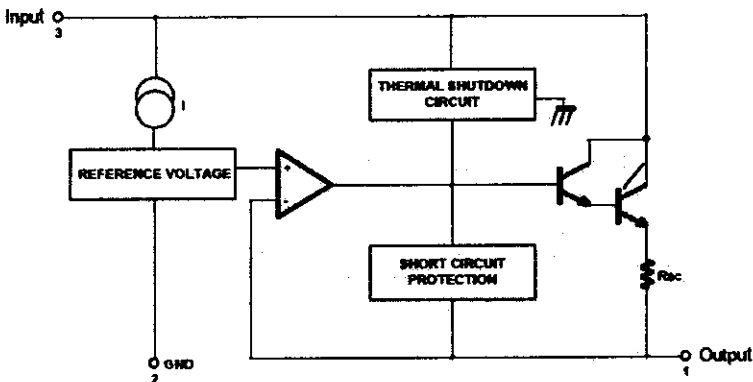 Input
3
THERMAL SHUTDOWN
CIRCUIT
I
REFERENCE VOLTAGE
+
-
SHORT CIRCUIT
PROTECTION
Rsc
GND
2
Output
1